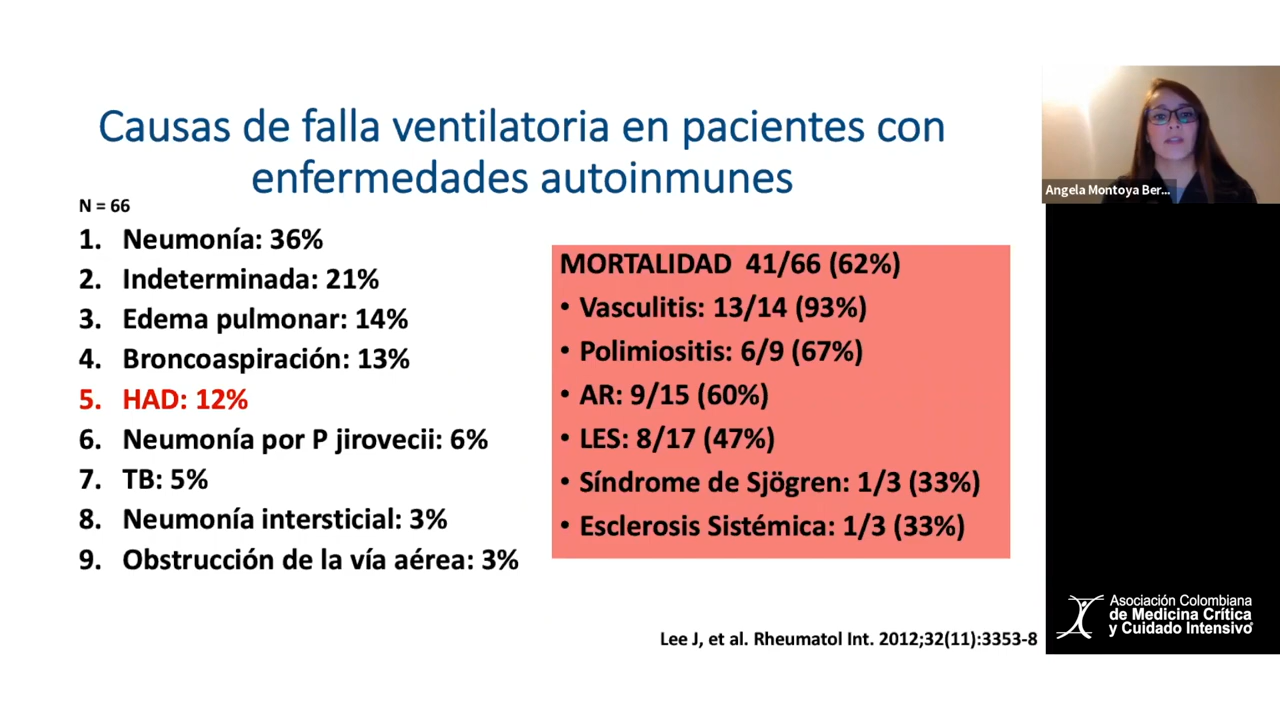 Causas de falla ventilatoria en pacientes con
enfermedades autoinmunes
N = 66
1. Neumonía: 36%
2. Indeterminada: 21%
3. Edema pulmonar: 14%
4. Broncoaspiración: 13%
5. HAD: 12%
6. Neumonía por P jirovecii: 6%
7. TB: 5%
8. Neumonía intersticial: 3%
9. Obstrucción de la vía aérea: 3%
MORTALIDAD 41/66 (62%)
• Vasculitis: 13/14 (93%)
• Polimiositis: 6/9 (67%)
• AR: 9/15 (60%)
• LES: 8/17 (47%)
• Síndrome de Sjögren: 1/3 (33%)
• Esclerosis Sistémica: 1/3 (33%)
Lee J, et al. Rheumatol Int. 2012;32(11):3353-8
Angela Montoya Ber...
Asociación Colombiana
de Medicina Crítica
y Cuidado Intensivo